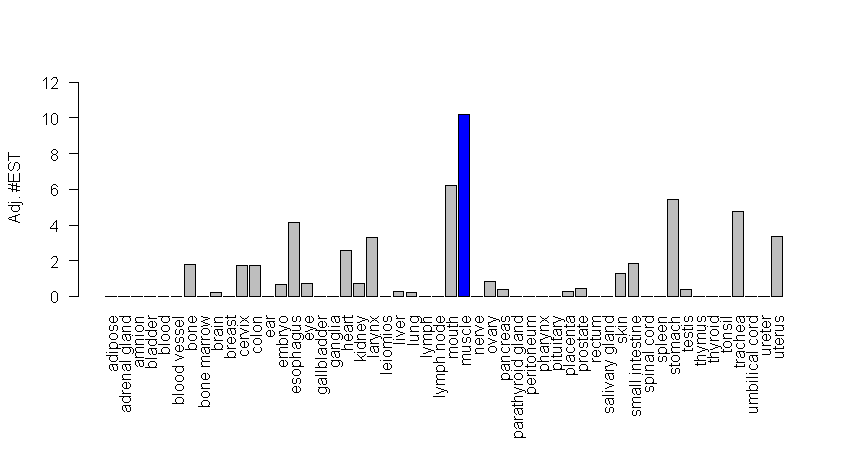 Adj. #EST
12
10
8
6
4
2
0
adipose
adrenal gland
amnion
bladder
blood
blood vessel
bone
bone marrow
brain
breast
cervix
colon
ear
embryo
esophagus
eye
gallbladder
ganglia
heart
kidney
larynx
leiomios
liver
lung
lymph
lymph node
mouth
muscle
nerve
ovary
pancreas
parathyroid gland
peritoneum
pharynx
pituitary
placenta
prostate
rectum
salivary gland
skin
small intestine
spinal cord
spleen
stomach
testis
thymus
thyroid
tonsil
trachea
umbilical cord
ureter
uterus